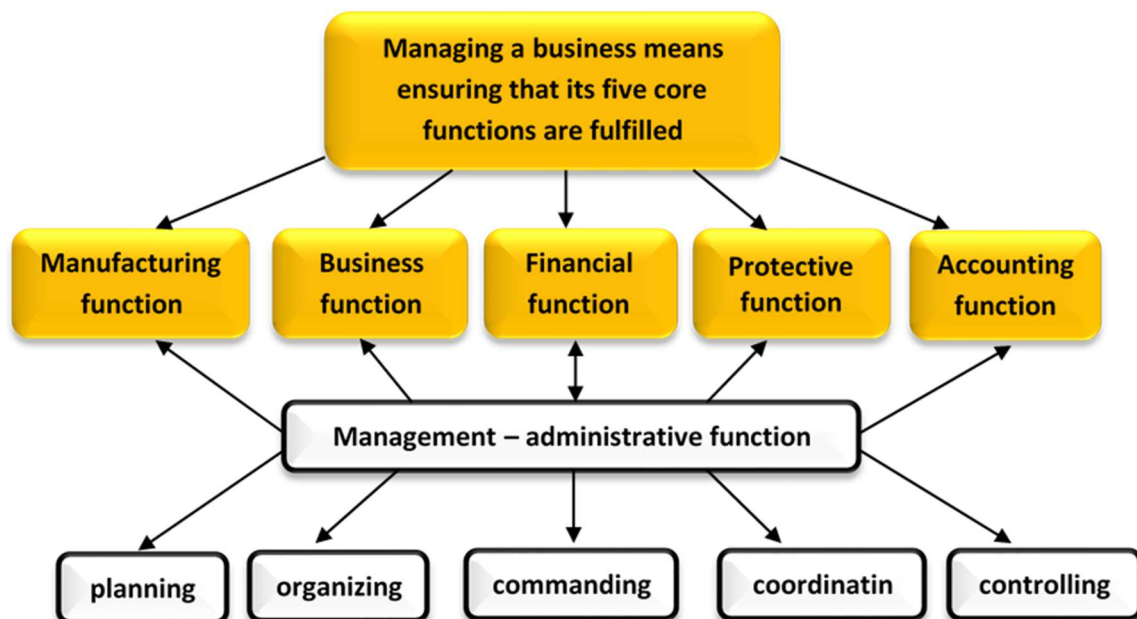 Managing a business means
ensuring that its five core
functions are fulfilled
Manufacturing
function
Business
function
Financial
function
Protective
function
Accounting
function
Management – administrative function
planning
organizing
commanding
coordinatin
controlling